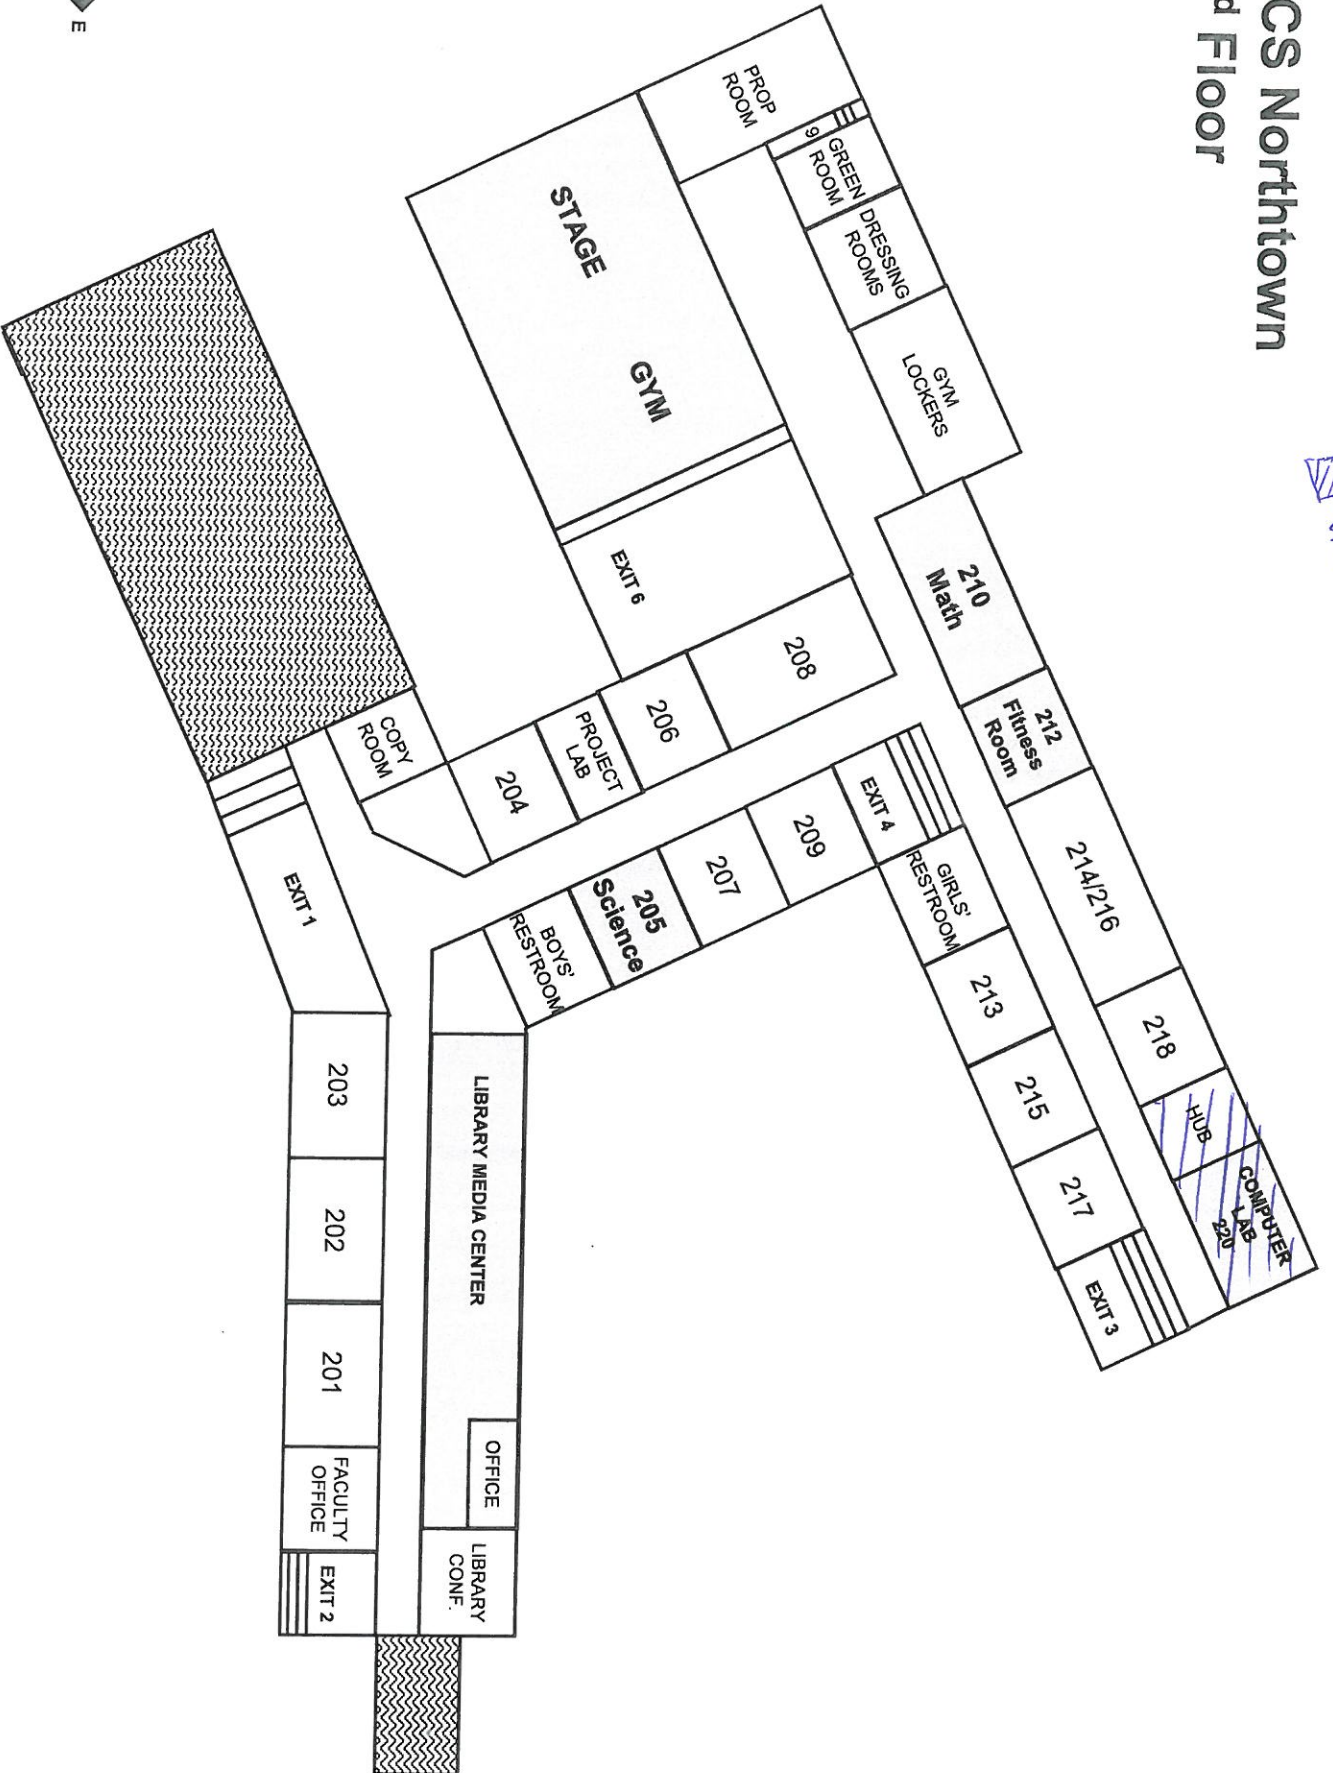 CS Northtown
d Floor
E
PROP
ROOM
9
GREEN
ROOM
DRESSING
ROOMS
GYM
LOCKERS
STAGE
GYM
EXIT 6
210
Math
212
Fitness
Room
214/216
218
HUB
COMPUTER
LAB
220
208
206
PROJECT
LAB
204
COPY
ROOM
EXIT 4
209
207
205
Science
BOYS'
RESTROOM
GIRLS'
RESTROOM
213
215
217
EXIT 3
EXIT 1
203
202
201
FACULTY
OFFICE
EXIT 2
LIBRARY MEDIA CENTER
OFFICE
LIBRARY
CONF.